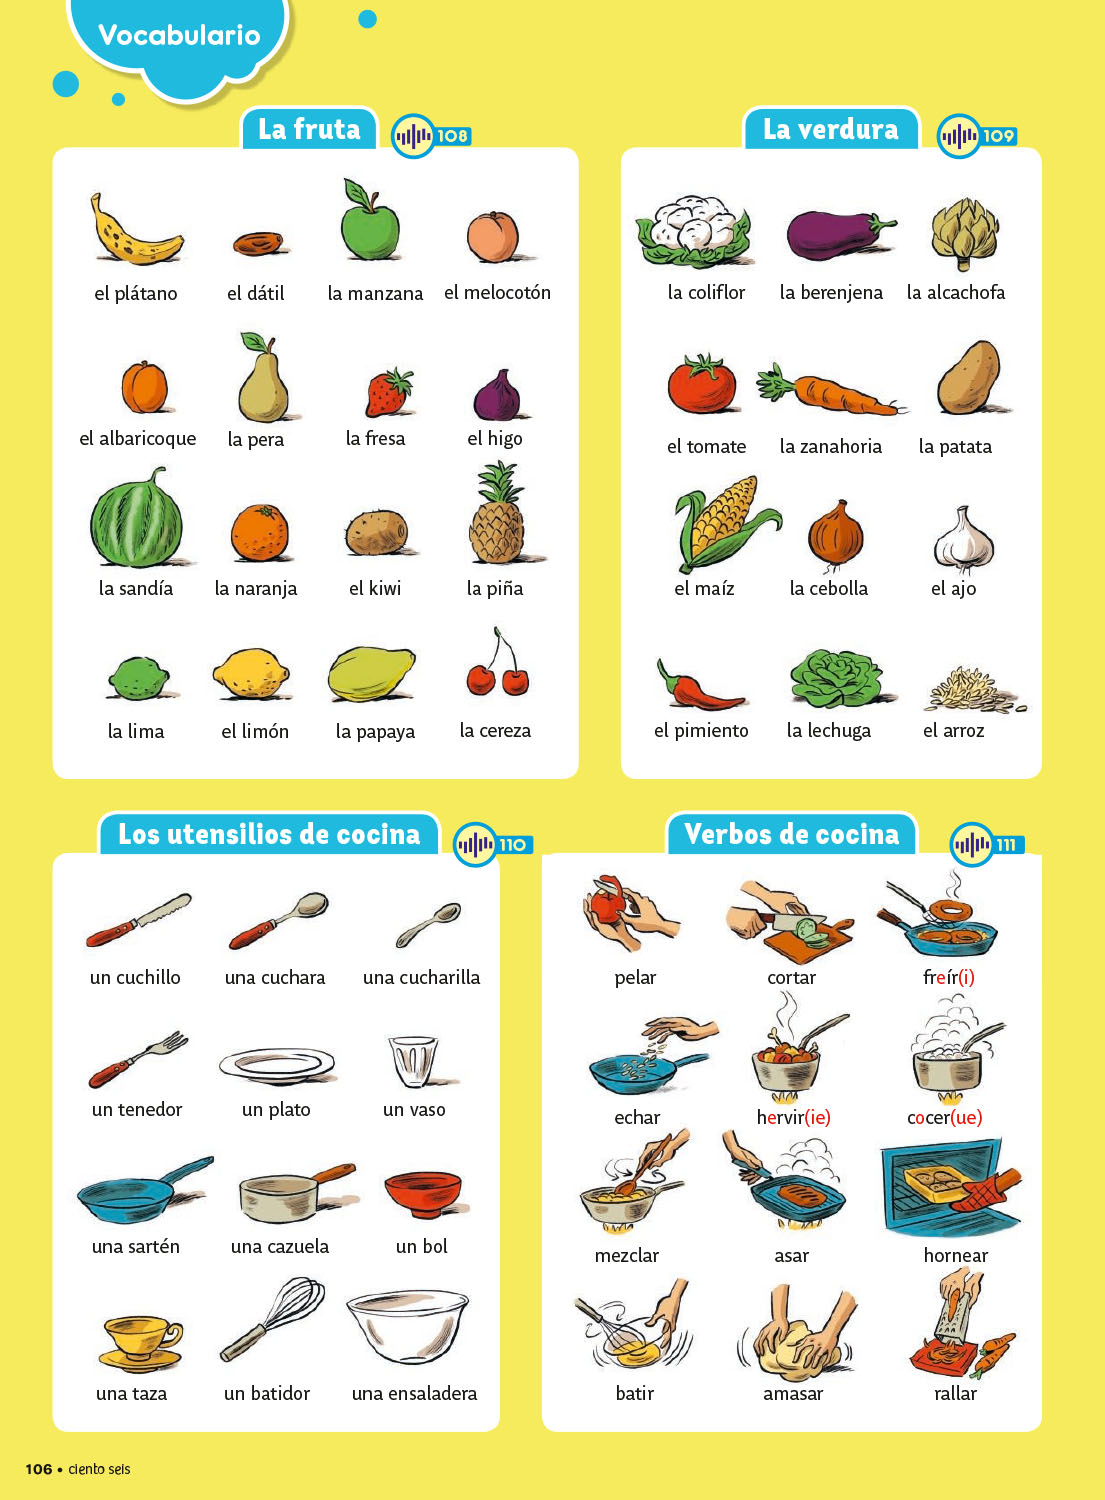 Vocabulario
La fruta
108
el plátano
el dátil
la manzana
el melocotón
el albaricoque
la pera
la fresa
el higo
la sandía
la naranja
el kiwi
la piña
la lima
el limón
la papaya
la cereza
La verdura
109
la coliflor
la berenjena
la alcachofa
el tomate
la zanahoria
la patata
el maíz
la cebolla
el ajo
el pimiento
la lechuga
el arroz
Los utensilios de cocina
110
un cuchillo
una cuchara
una cucharilla
un tenedor
un plato
un vaso
una sartén
una cazuela
un bol
una taza
un batidor
una ensaladera
Verbos de cocina
111
pelar
cortar
freír(i)
echar
hervir(ie)
cocer(ue)
mezclar
asar
hornear
batir
amasar
rallar
106 • ciento seis